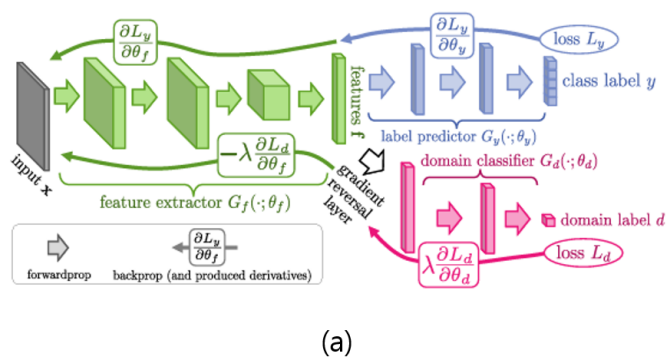 ∂L_y/∂θ_f
∂L_y/∂θ_y
loss L_y
features f
class label y
label predictor G_y(·;θ_y)
input x
−λ ∂L_d/∂θ_f
feature extractor G_f(·;θ_f)
gradient
reversal
layer
domain classifier G_d(·;θ_d)
domain label d
λ ∂L_d/∂θ_d
loss L_d
∂L_y/∂θ_f
forwardprop
backprop (and produced derivatives)
(a)